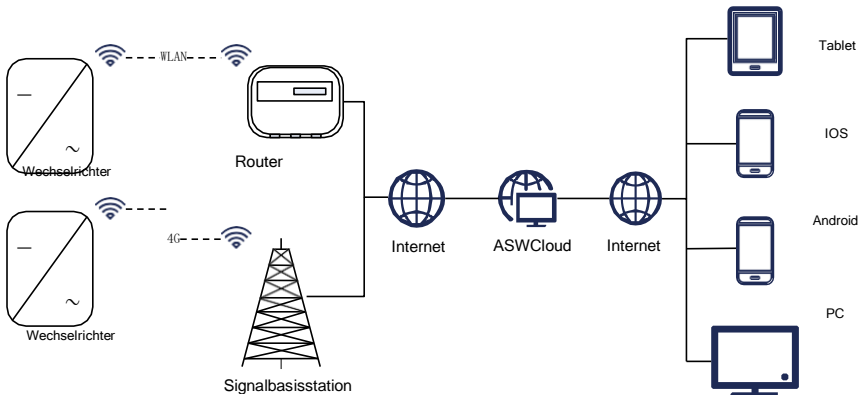 WLAN
Wechselrichter
Router
4G
Wechselrichter
Signalbasisstation
Internet
ASWCloud
Internet
Tablet
IOS
Android
PC